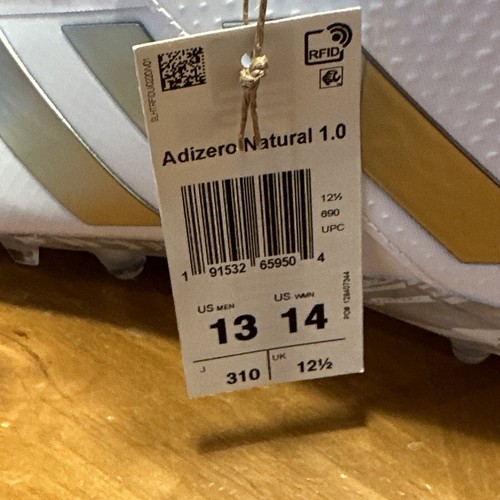 RFID
Adizero Natural 1.0
12½
690
UPC
1 91532 65950 4
US MEN US WMN
13 14
J 310 UK 12½